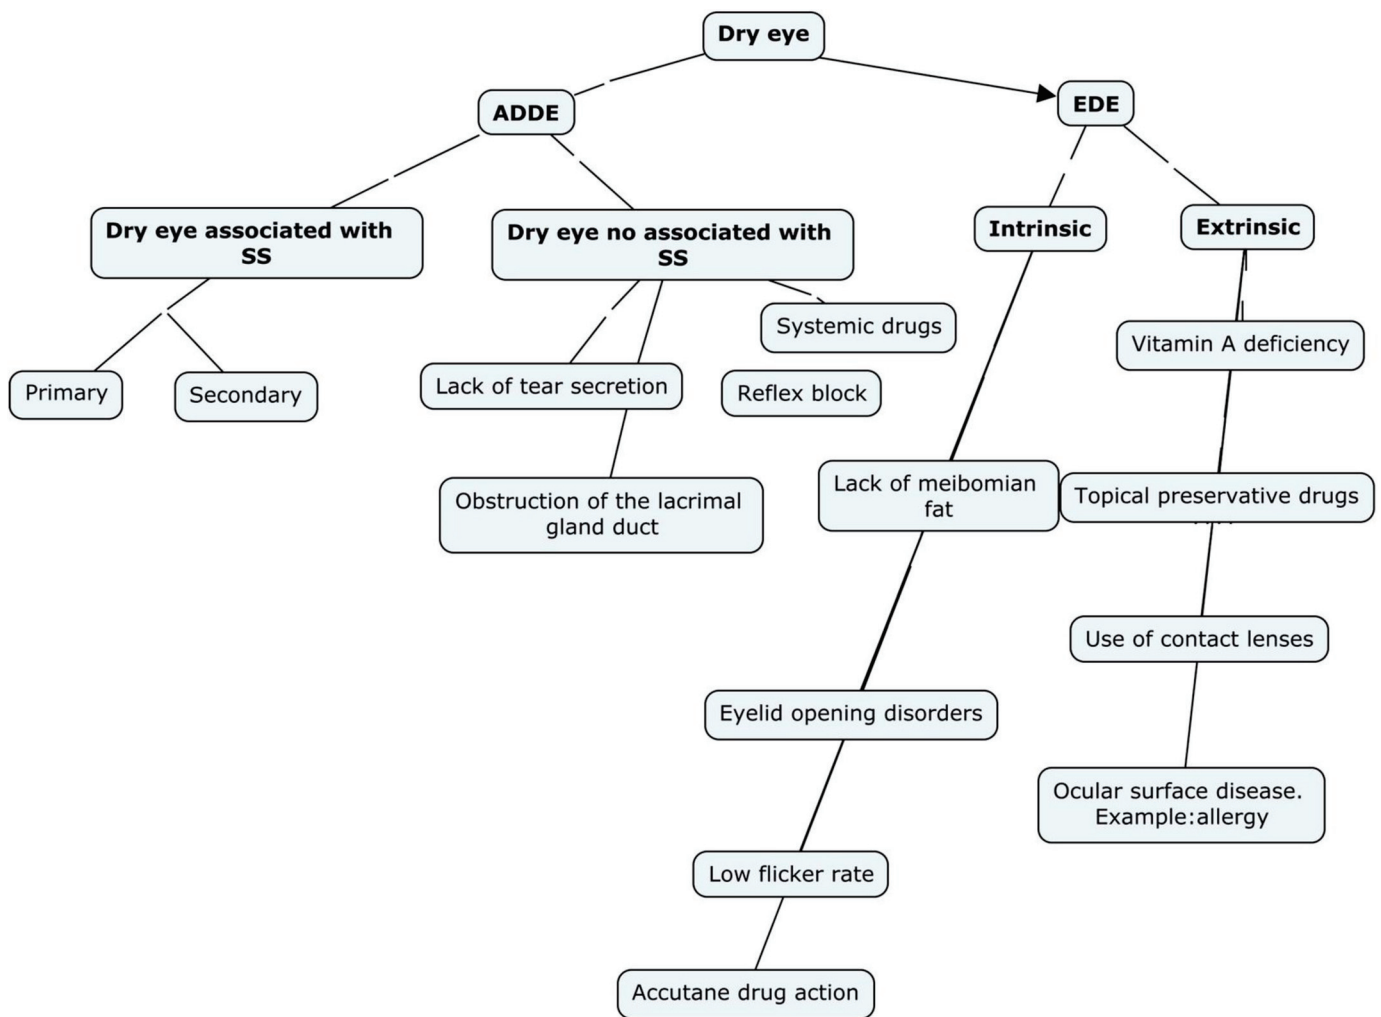 Dry eye
ADDE
EDE
Dry eye associated with
SS
Dry eye no associated with
SS
Intrinsic
Extrinsic
Systemic drugs
Vitamin A deficiency
Primary
Secondary
Lack of tear secretion
Reflex block
Obstruction of the lacrimal
gland duct
Lack of meibomian
fat
Topical preservative drugs
Use of contact lenses
Eyelid opening disorders
Ocular surface disease.
Example:allergy
Low flicker rate
Accutane drug action